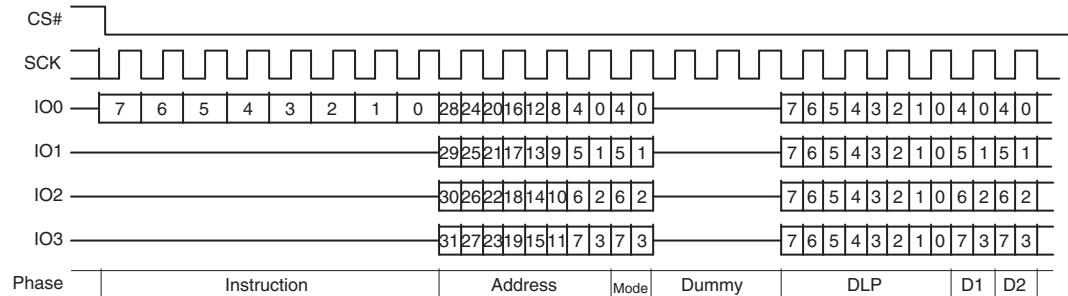 CS#
SCK
IO0 7 6 5 4 3 2 1 0 28 24 20 16 12 8 4 0 4 0 7 6 5 4 3 2 1 0 4 0 4 0
IO1 29 25 21 17 13 9 5 1 5 1 7 6 5 4 3 2 1 0 5 1 5 1
IO2 30 26 22 18 14 10 6 2 6 2 7 6 5 4 3 2 1 0 6 2 6 2
IO3 31 27 23 19 15 11 7 3 7 3 7 6 5 4 3 2 1 0 7 3 7 3
Phase Instruction Address Mode Dummy DLP D1 D2